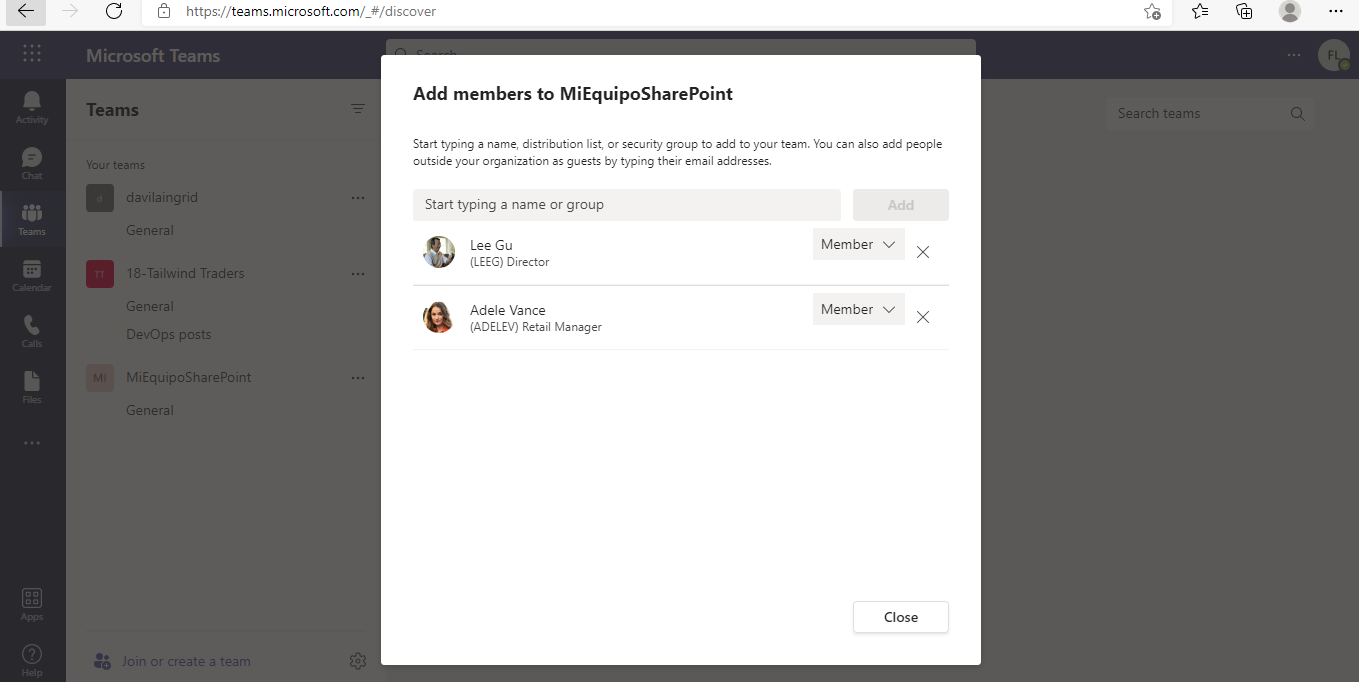 https://teams.microsoft.com/_#/discover
Microsoft Teams
Search
FL
Activity
Chat
Teams
Calendar
Calls
Files
Apps
Help
Teams
Your teams
d
davilaingrid
General
TT
18-Tailwind Traders
General
DevOps posts
MI
MiEquipoSharePoint
General
Join or create a team
Search teams
Add members to MiEquipoSharePoint
Start typing a name, distribution list, or security group to add to your team. You can also add people
outside your organization as guests by typing their email addresses.
Start typing a name or group
Add
Lee Gu
(LEEG) Director
Member
Adele Vance
(ADELEV) Retail Manager
Member
Close